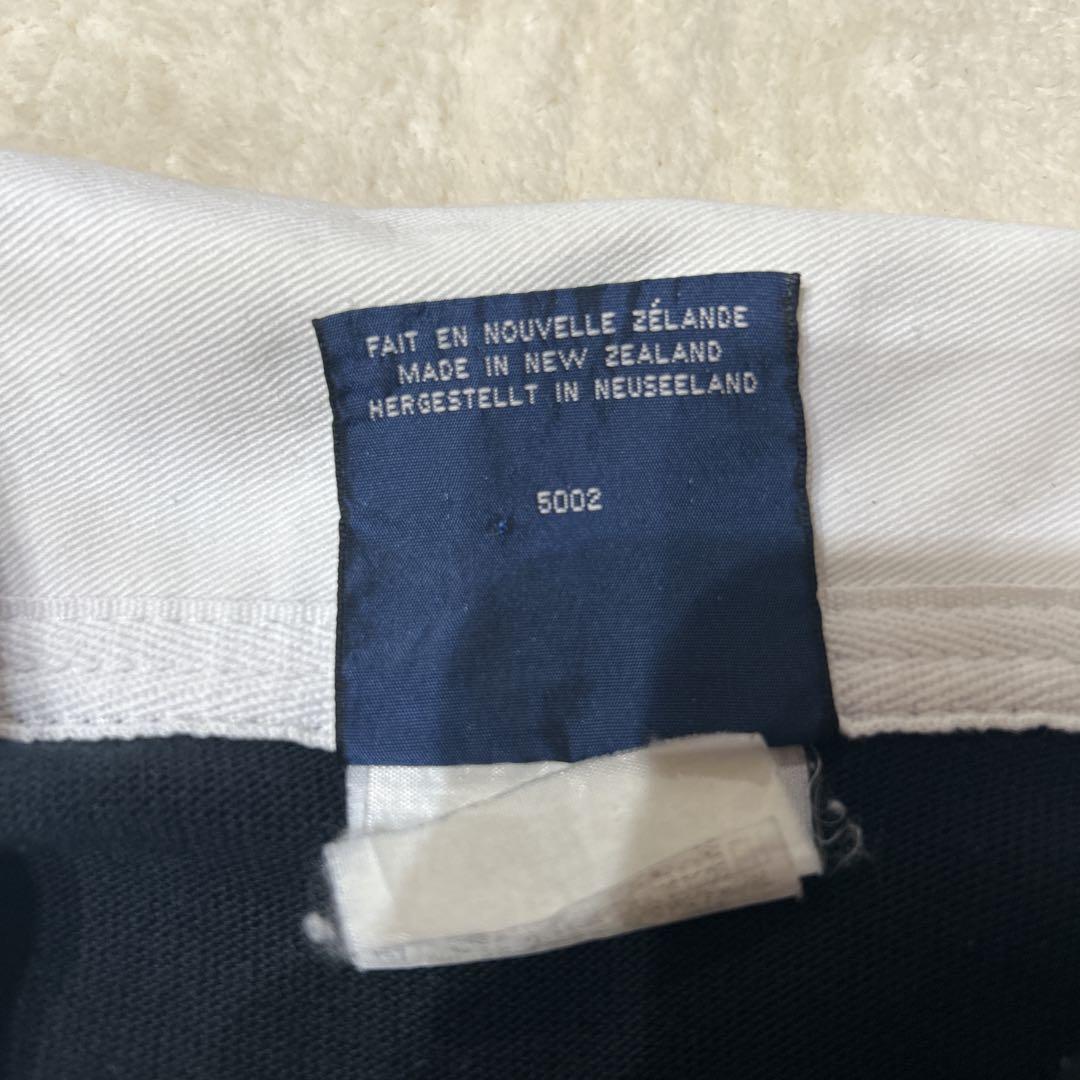 FAIT EN NOUVELLE ZÉLANDE
MADE IN NEW ZEALAND
HERGESTELLT IN NEUSEELAND
5002